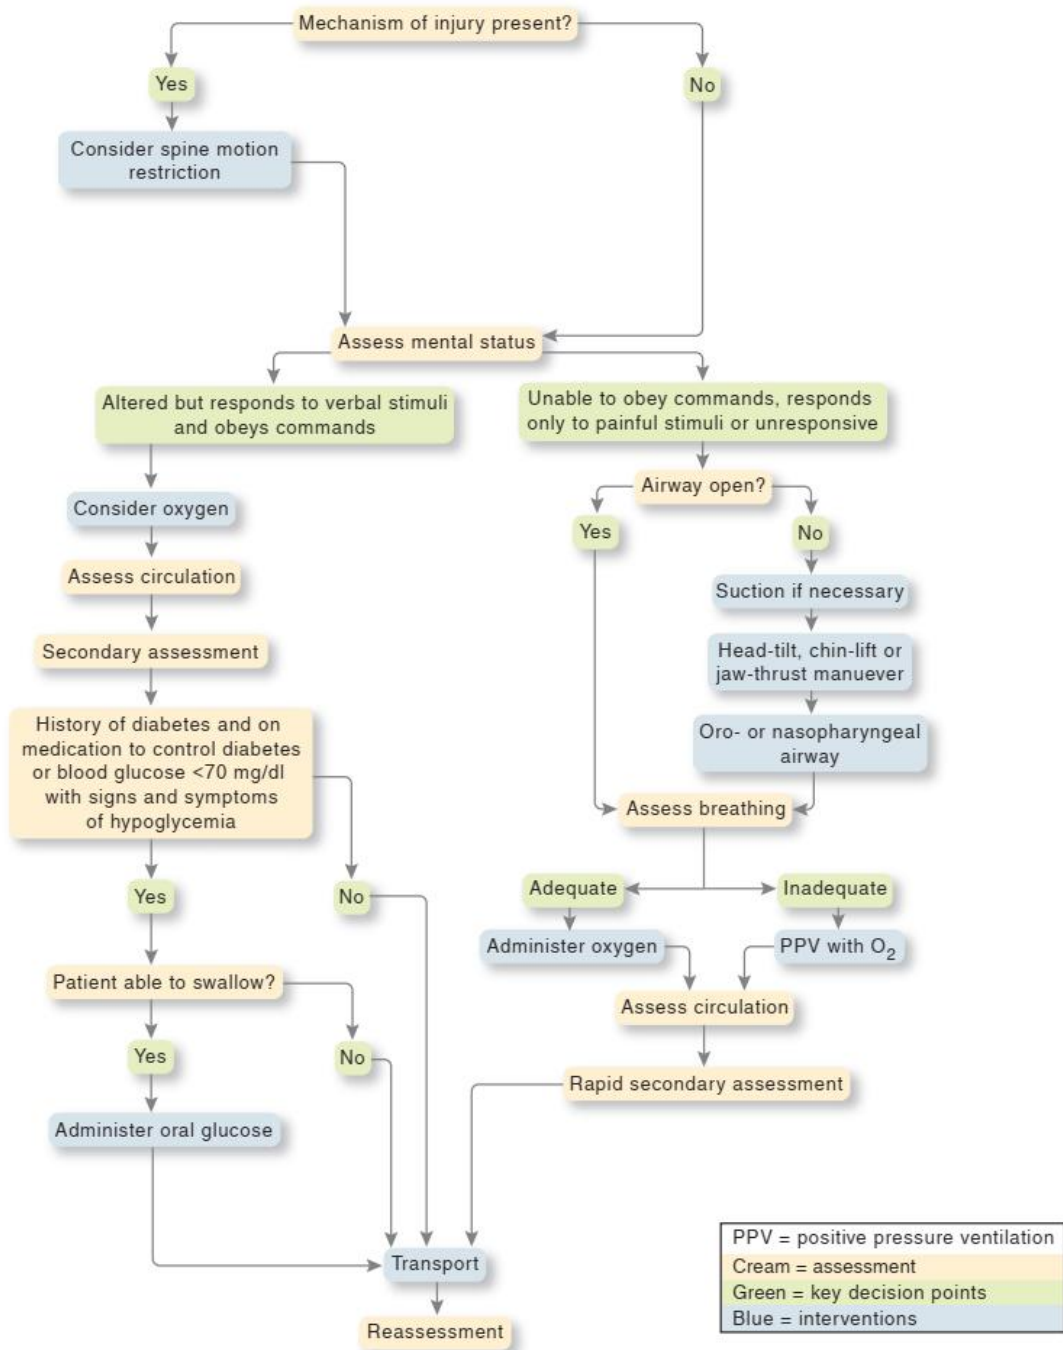 Mechanism of injury present?
Yes
No
Consider spine motion
restriction
Assess mental status
Altered but responds to verbal stimuli
and obeys commands
Unable to obey commands, responds
only to painful stimuli or unresponsive
Consider oxygen
Airway open?
Yes
No
Assess circulation
Suction if necessary
Secondary assessment
Head-tilt, chin-lift or
jaw-thrust manuever
History of diabetes and on
medication to control diabetes
or blood glucose <70 mg/dl
with signs and symptoms
of hypoglycemia
Oro- or nasopharyngeal
airway
Assess breathing
Yes
No
Adequate
Inadequate
Administer oxygen
PPV with O2
Patient able to swallow?
Assess circulation
Yes
No
Rapid secondary assessment
Administer oral glucose
Transport
Reassessment
PPV = positive pressure ventilation
Cream = assessment
Green = key decision points
Blue = interventions